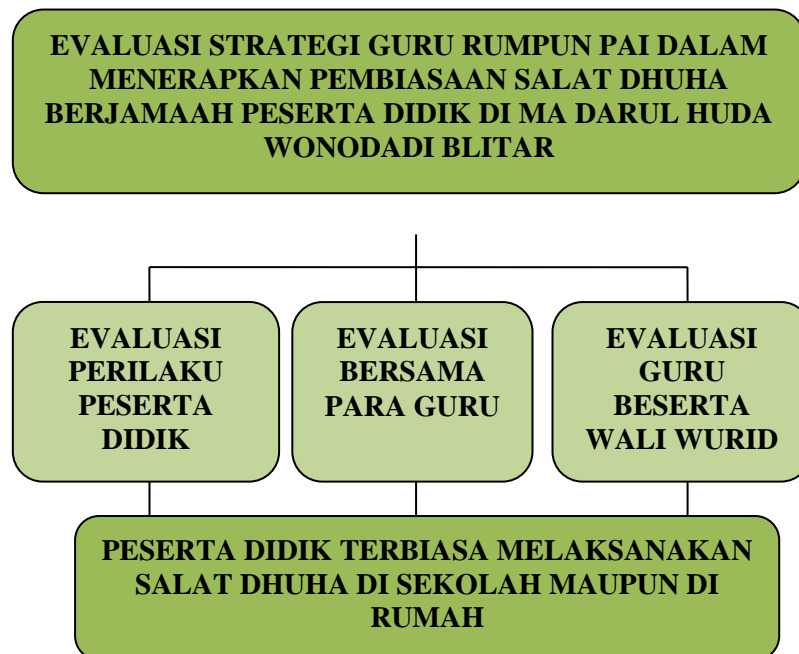 EVALUASI STRATEGI GURU RUMPUN PAI DALAM
MENERAPKAN PEMBIASAAN SALAT DHUHA
BERJAMAAH PESERTA DIDIK DI MA DARUL HUDA
WONODADI BLITAR
EVALUASI
PERILAKU
PESERTA
DIDIK
EVALUASI
BERSAMA
PARA GURU
EVALUASI
GURU
BESERTA
WALI WURID
PESERTA DIDIK TERBIASA MELAKSANAKAN
SALAT DHUHA DI SEKOLAH MAUPUN DI
RUMAH